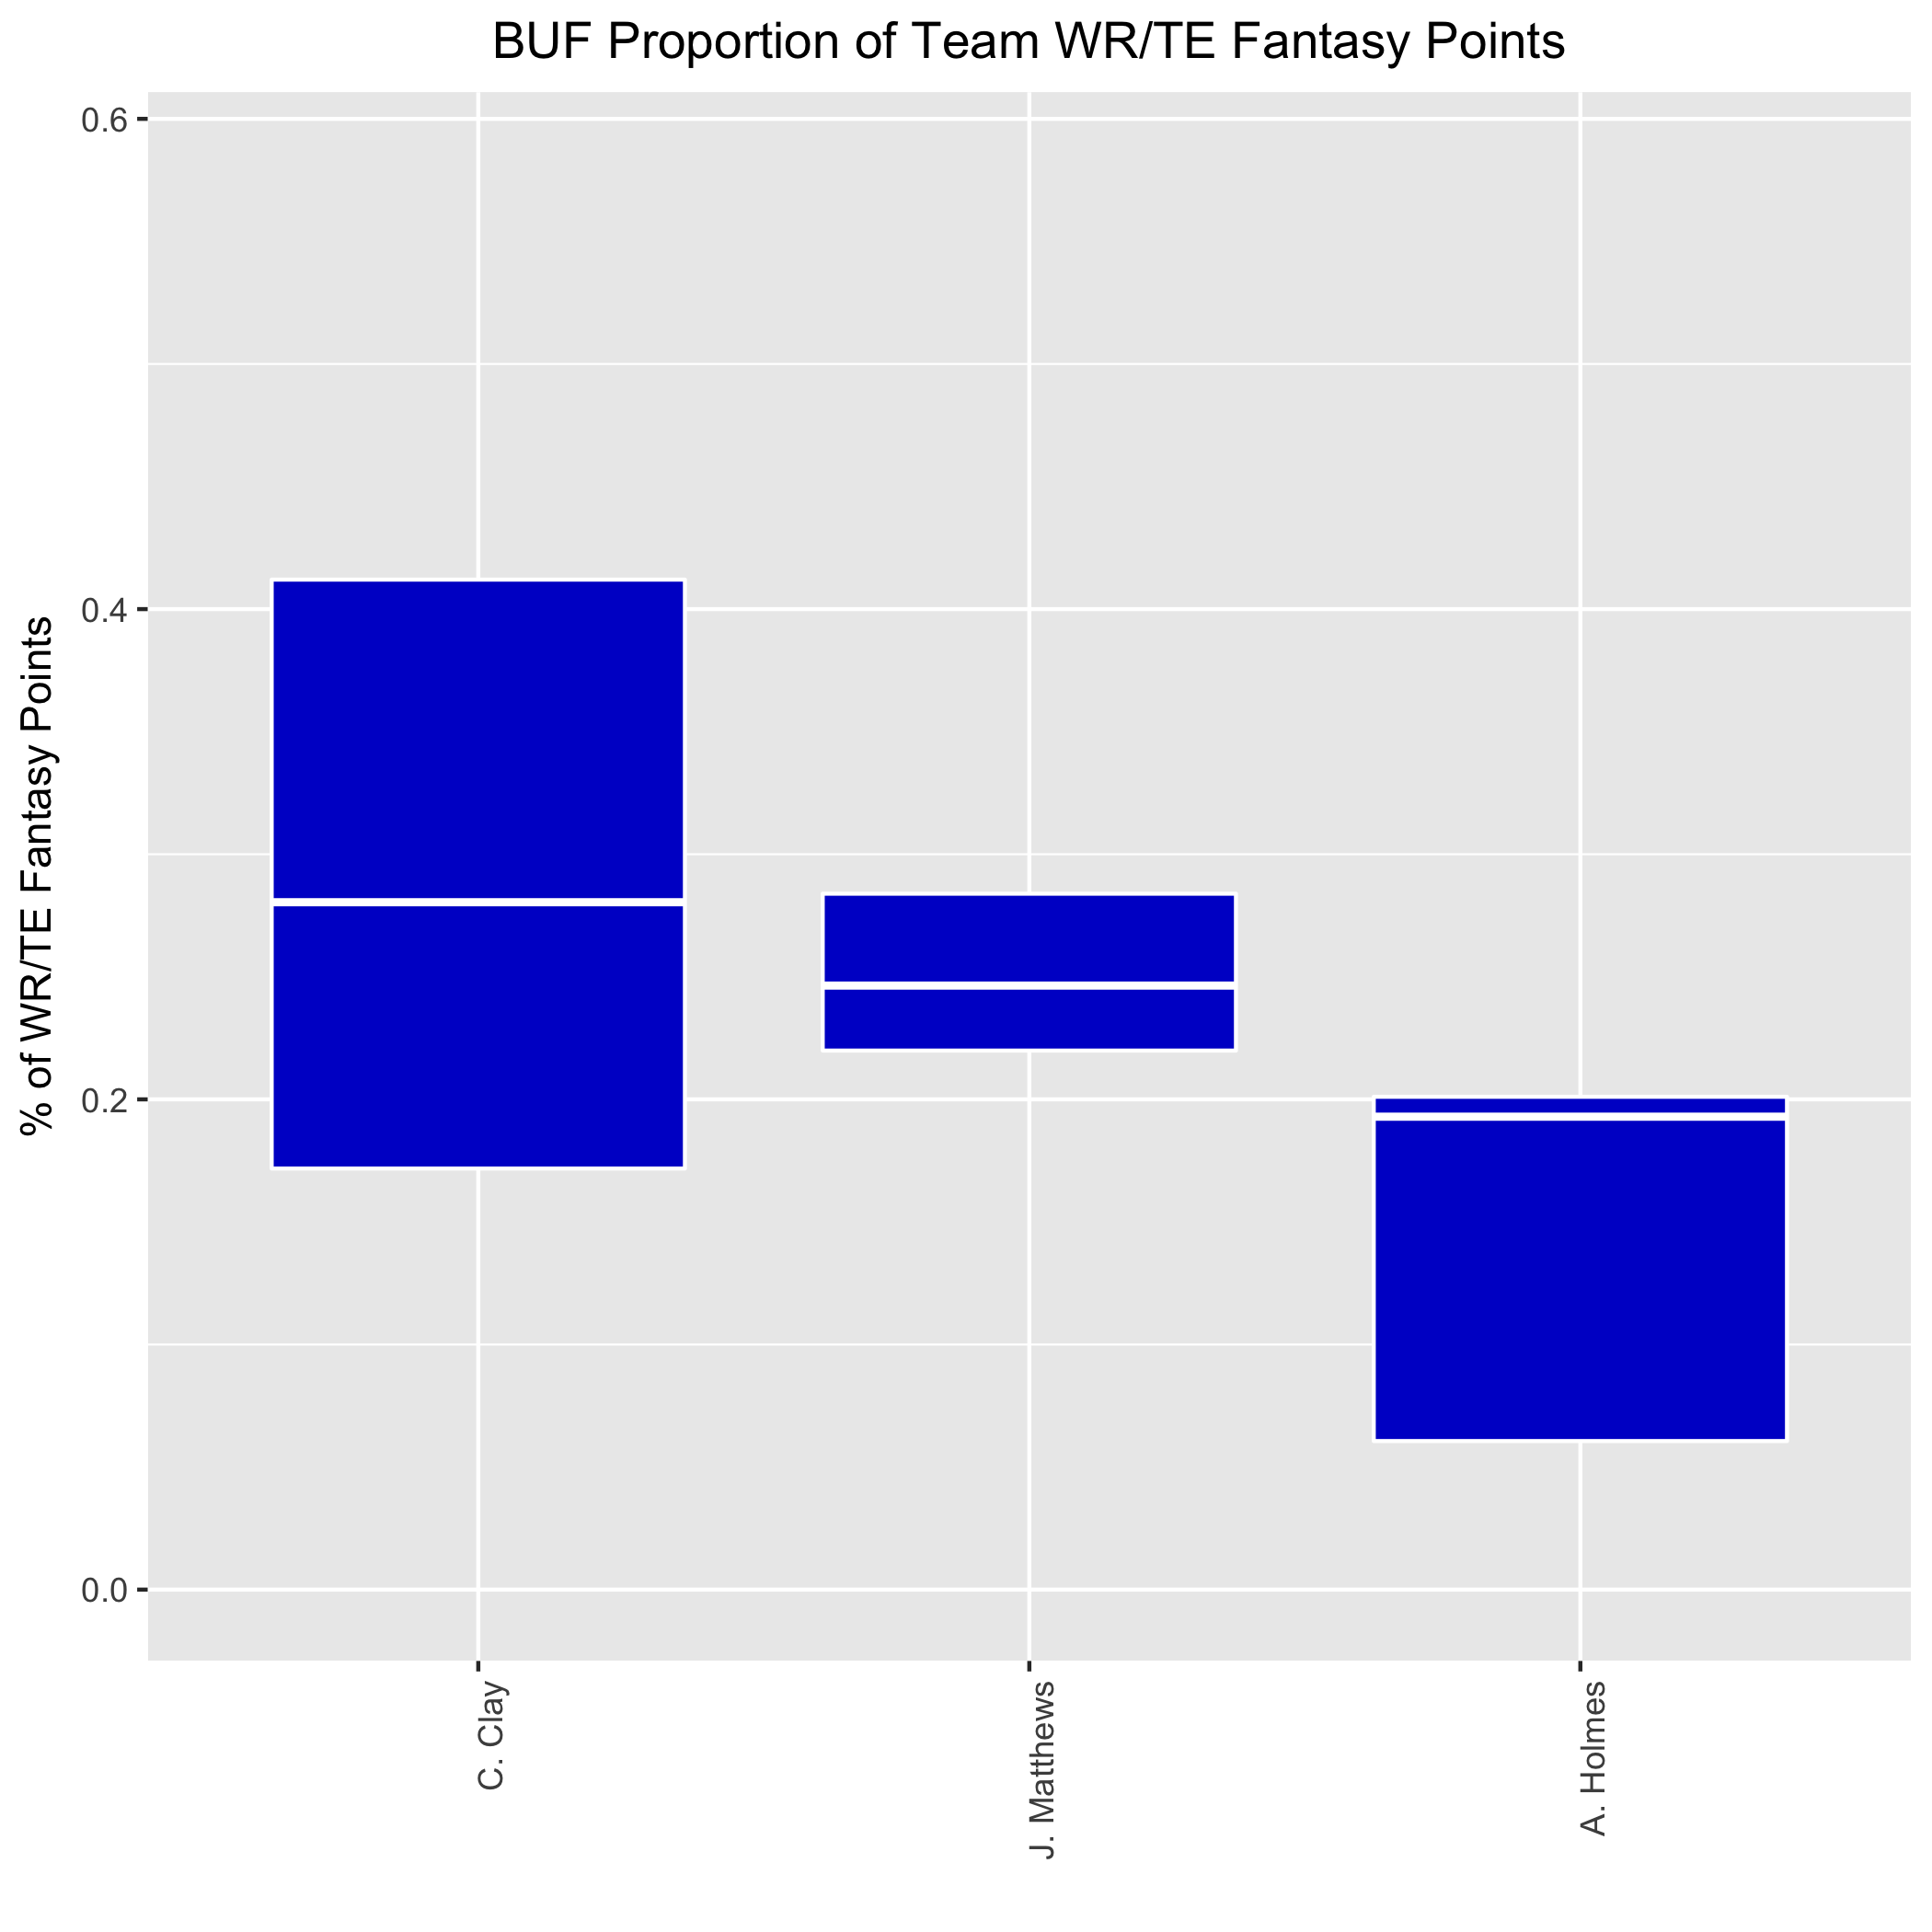 BUF Proportion of Team WR/TE Fantasy Points
% of WR/TE Fantasy Points
0.6
0.4
0.2
0.0
C. Clay
J. Matthews
A. Holmes